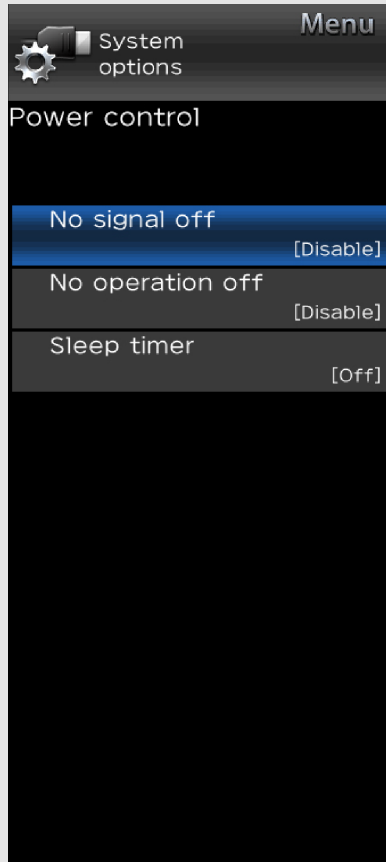 Menu
System
options
Power control
No signal off
[Disable]
No operation off
[Disable]
Sleep timer
[Off]